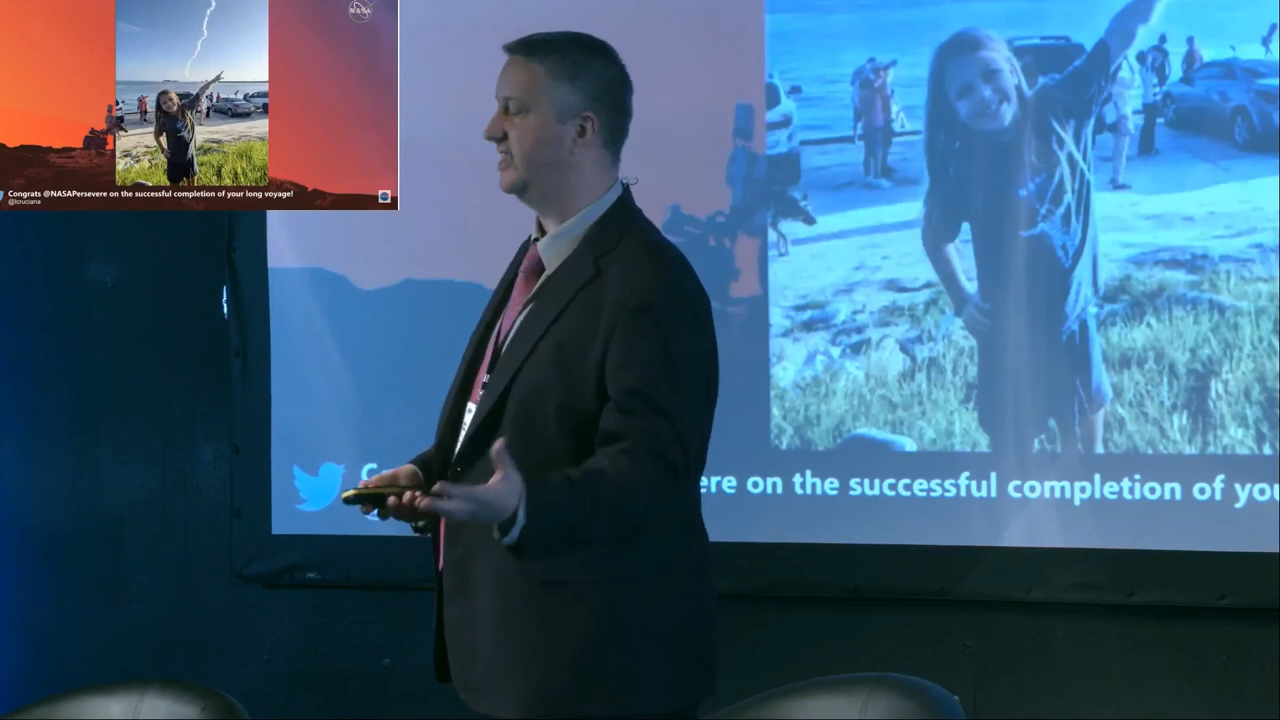 NASA
Congrats @NASAPersevere on the successful completion of your long voyage!
@lcruciana
ere on the successful completion of you